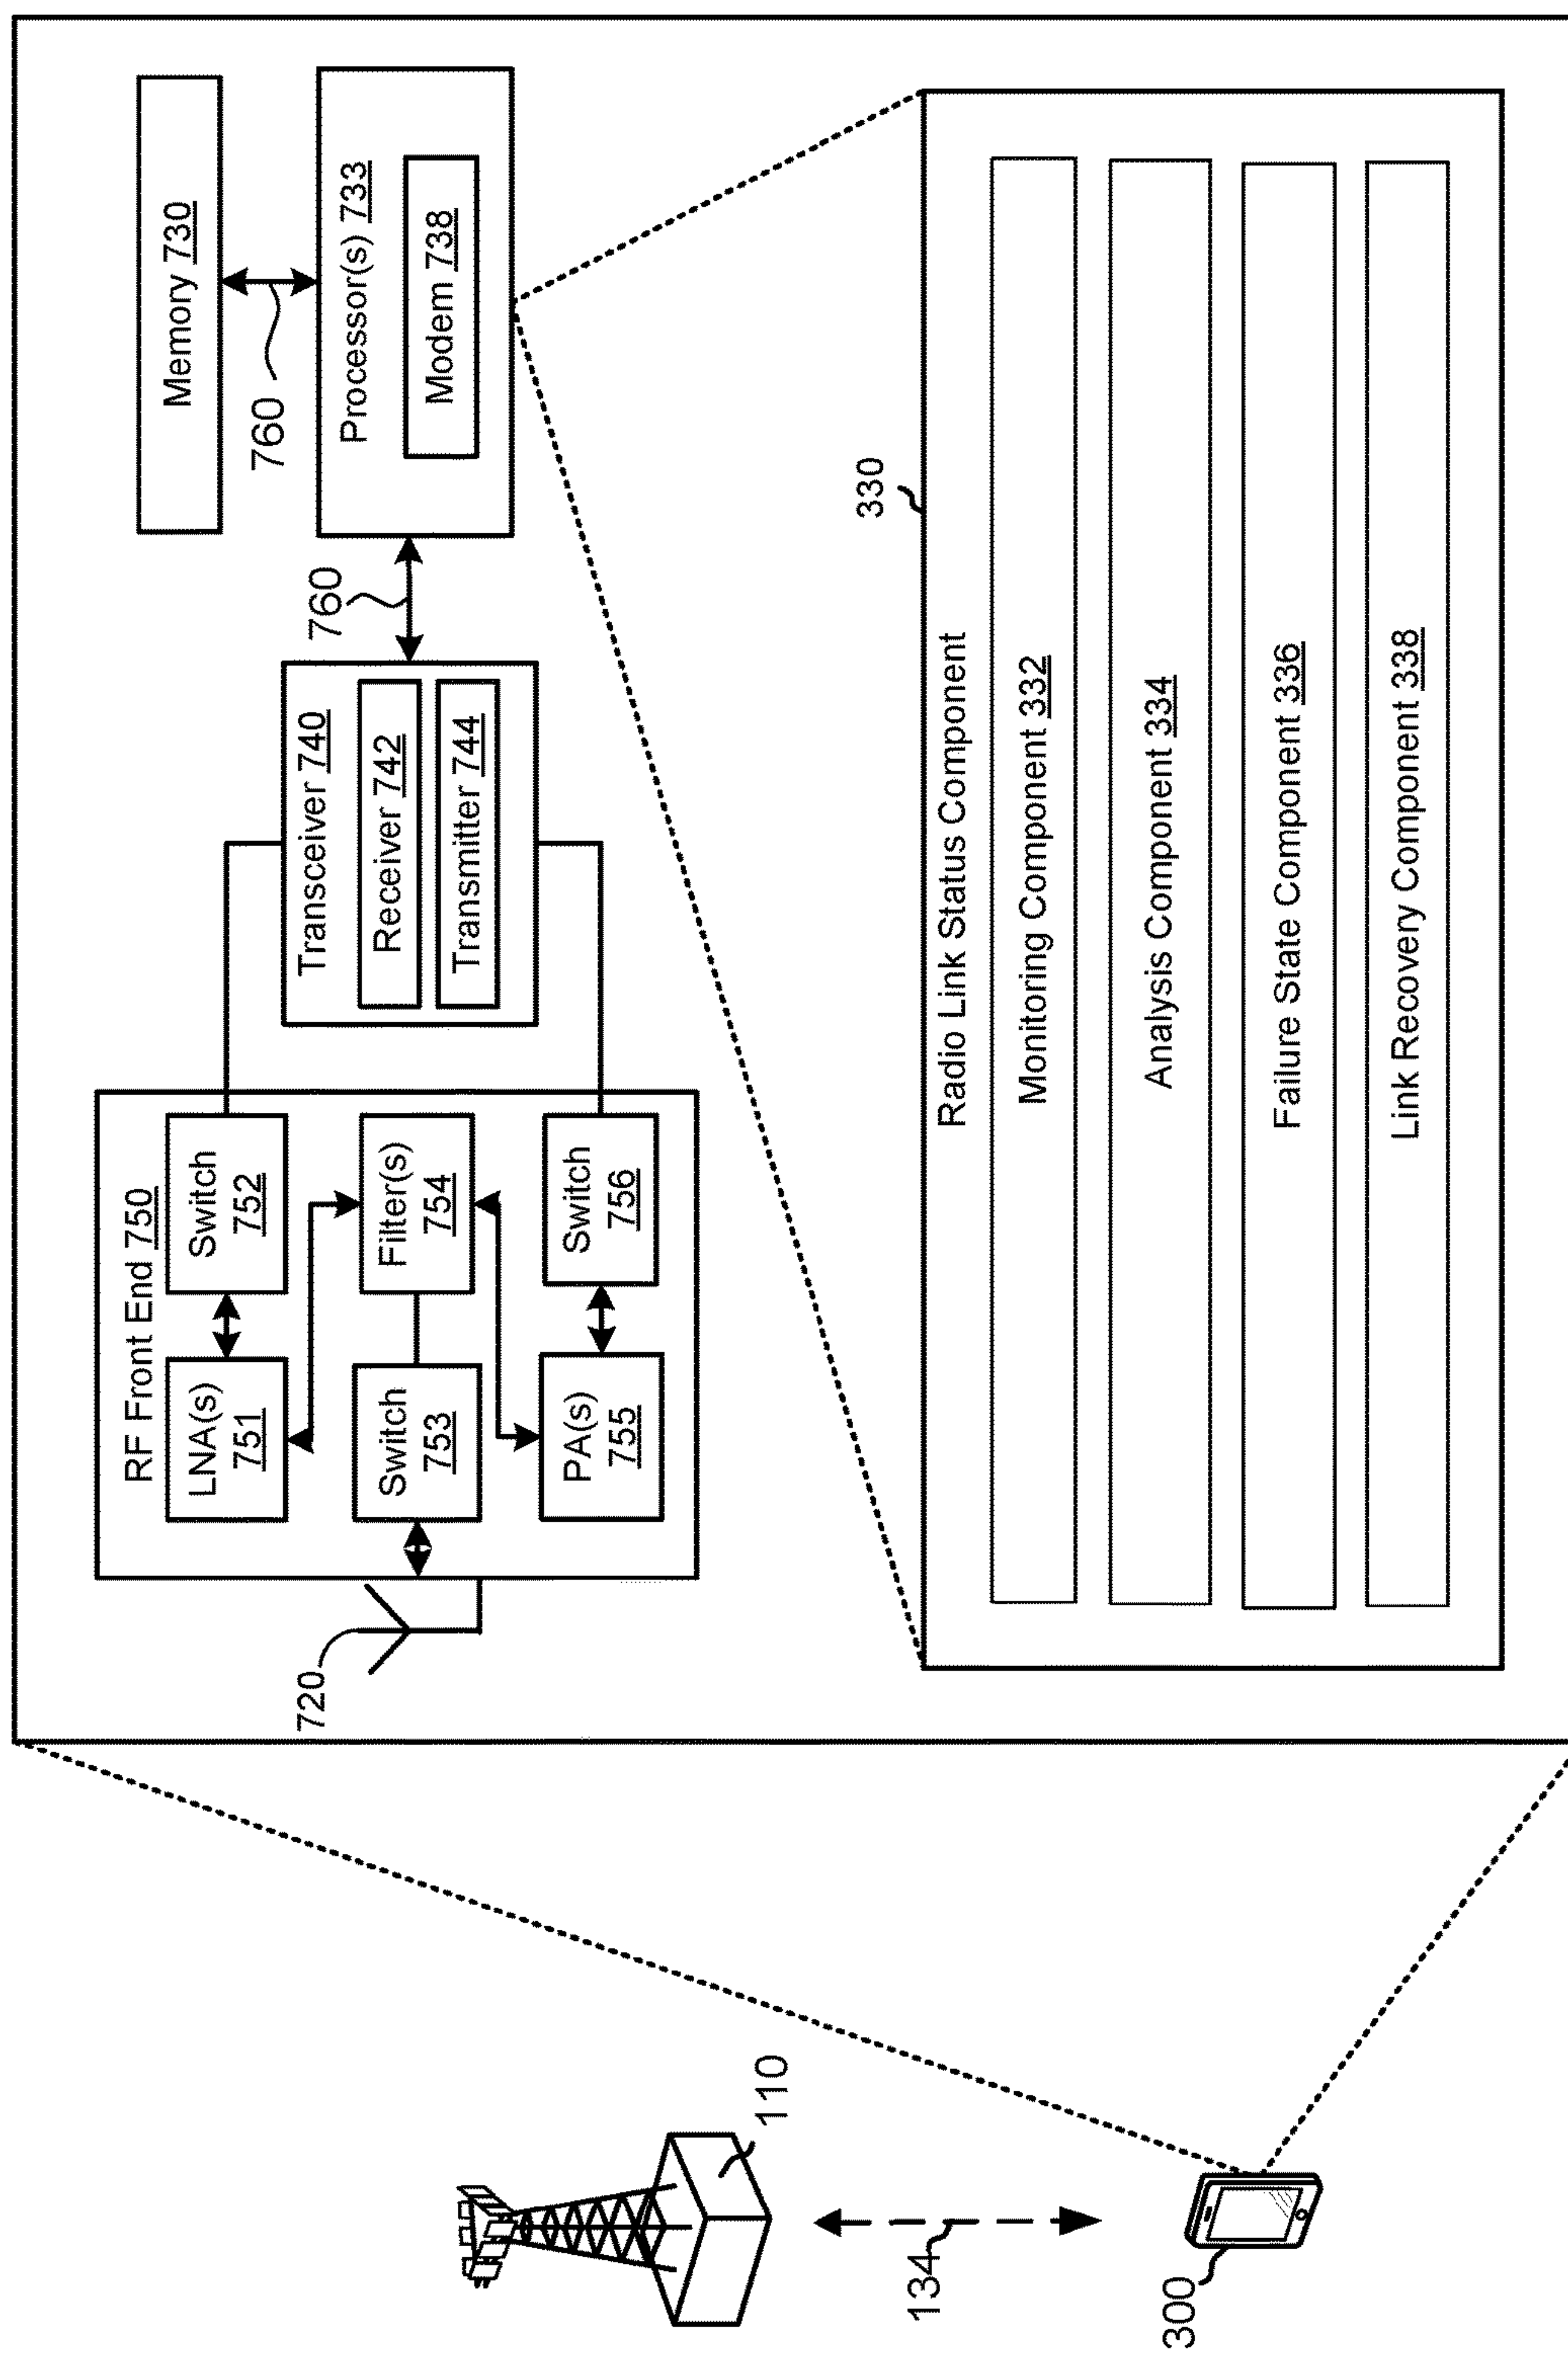 RF Front End 750
LNA(s)
751
Switch
752
Switch
753
Filter(s)
754
PA(s)
755
Switch
756
720
Transceiver 740
Receiver 742
Transmitter 744
760
Memory 730
760
Processor(s) 733
Modem 738
330
Radio Link Status Component
Monitoring Component 332
Analysis Component 334
Failure State Component 336
Link Recovery Component 338
110
134
300